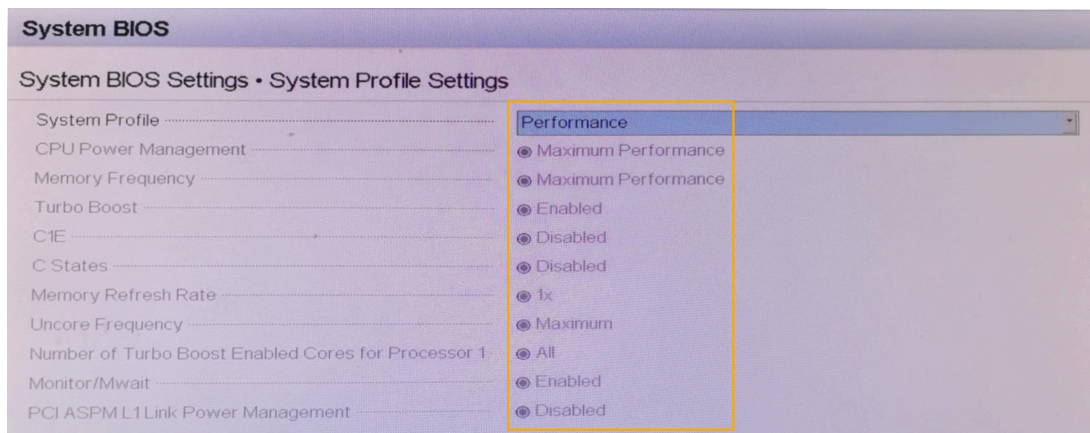 System BIOS
System BIOS Settings • System Profile Settings
System Profile Performance
CPU Power Management Maximum Performance
Memory Frequency Maximum Performance
Turbo Boost Enabled
C1E Disabled
C States Disabled
Memory Refresh Rate 1x
Uncore Frequency Maximum
Number of Turbo Boost Enabled Cores for Processor 1 All
Monitor/Mwait Enabled
PCI ASPM L1 Link Power Management Disabled